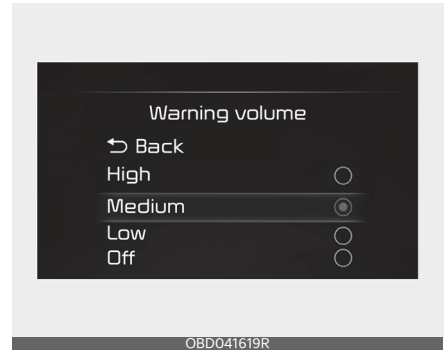 Warning volume
⮌ Back
High
Medium
Low
Off
OBD041619R